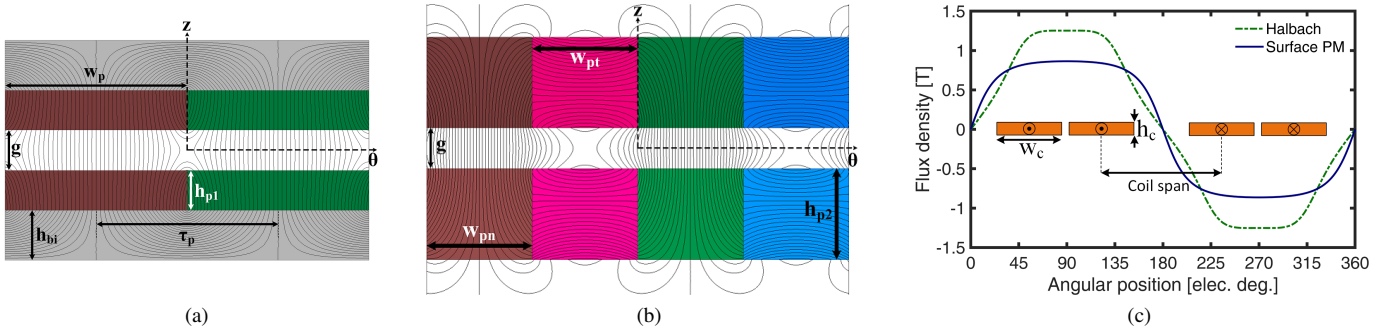 z
w_p
g
θ
h_p1
h_bi
τ_p
(a)
z
w_pt
g
θ
h_p2
w_pn
(b)
Flux density [T]
1.5
1
0.5
0
-0.5
-1
-1.5
Halbach
Surface PM
h_c
w_c
Coil span
0 45 90 135 180 225 270 315 360
Angular position [elec. deg.]
(c)